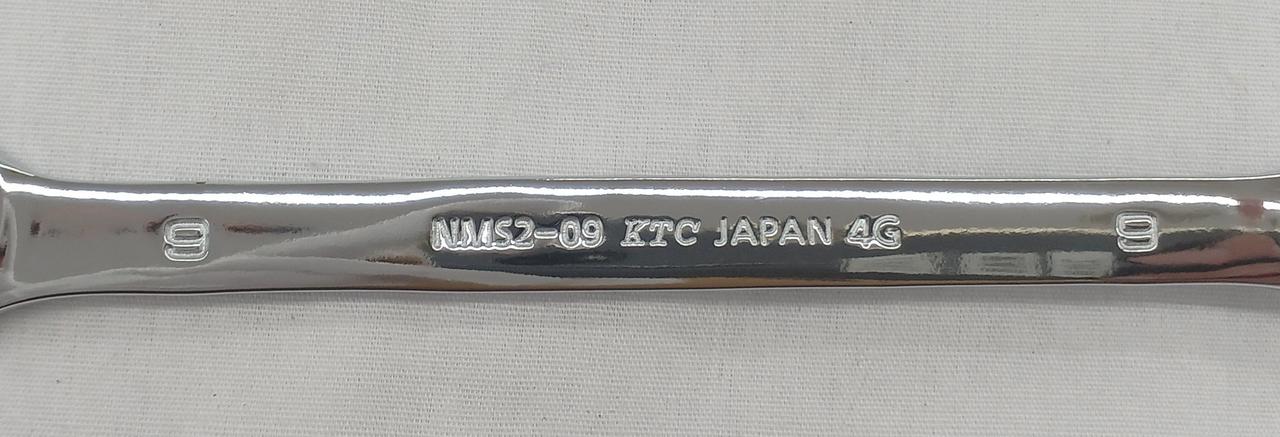 9 NMS2-09 KTC JAPAN 4G 9